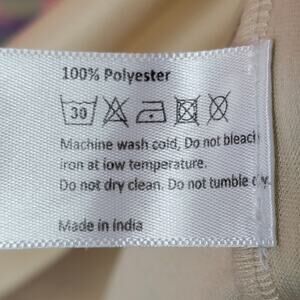 100% Polyester
30
Machine wash cold, Do not bleach
iron at low temperature.
Do not dry clean. Do not tumble
Made in india